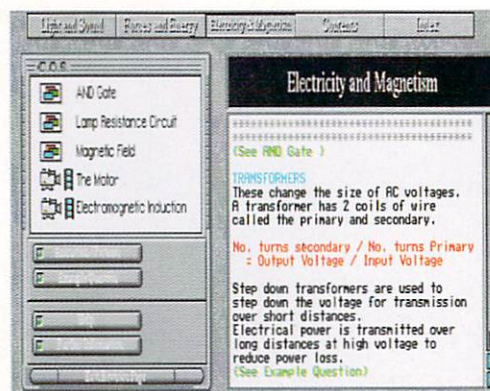 Light and Sound Forces and Energy Electricity & Magnetism Contents Index
C.O.S.
AND Gate
Lamp Resistance Circuit
Magnetic Field
The Motor
Electromagnetic Induction
Electricity and Magnetism
(See AND Gate )
TRANSFORMERS
These change the size of AC voltages.
A transformer has 2 coils of wire
called the primary and secondary.
No. turns secondary / No. turns Primary
= Output Voltage / Input Voltage
Step down transformers are used to
step down the voltage for transmission
over short distances.
Electrical power is transmitted over
long distances at high voltage to
reduce power loss.
(See Example Question)